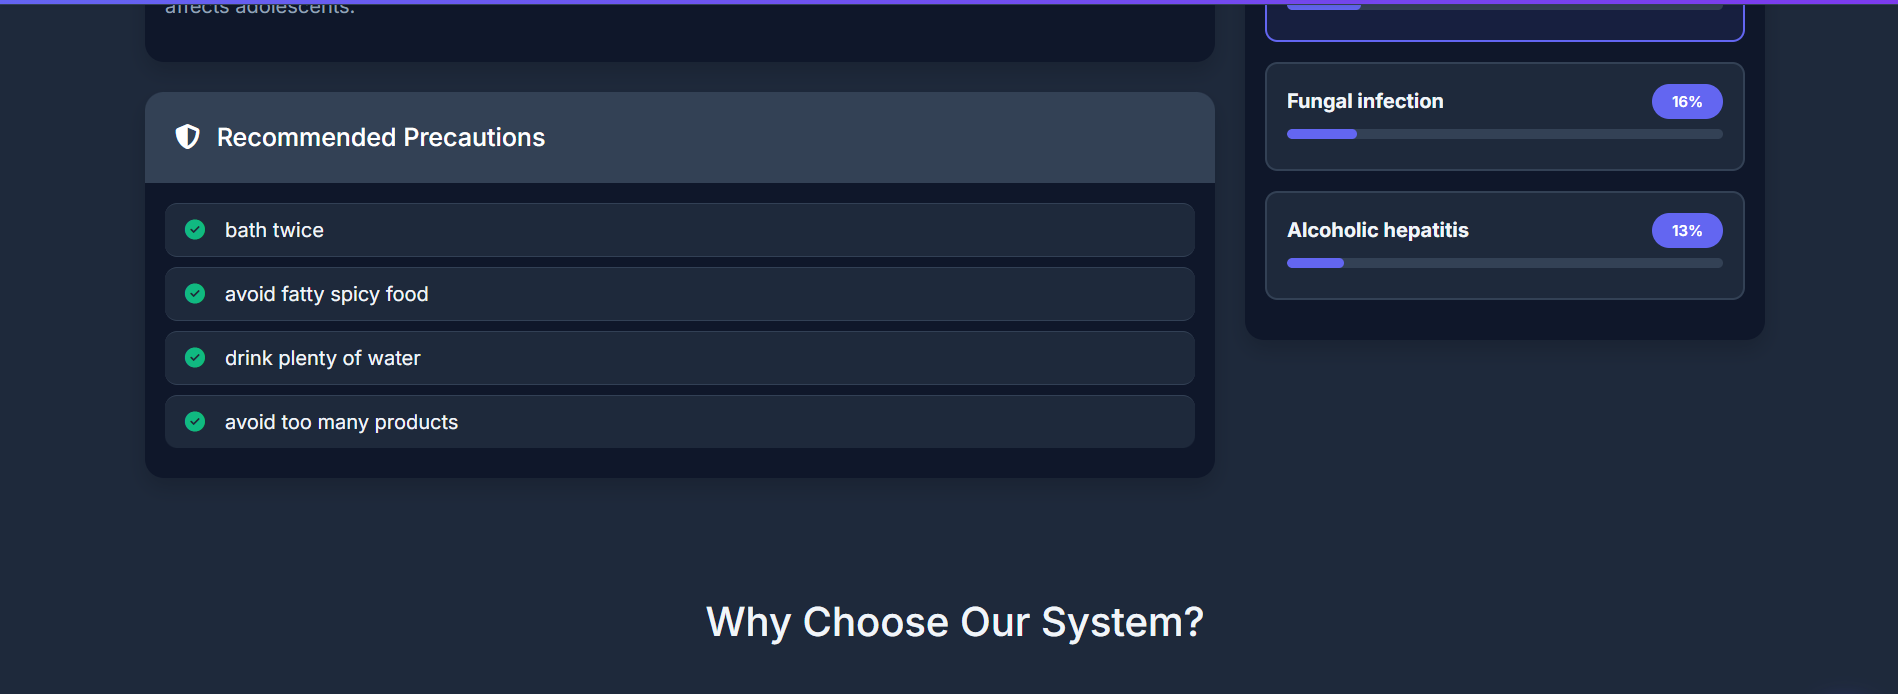 affects adolescents.
Recommended Precautions
bath twice
avoid fatty spicy food
drink plenty of water
avoid too many products
Fungal infection
16%
Alcoholic hepatitis
13%
Why Choose Our System?